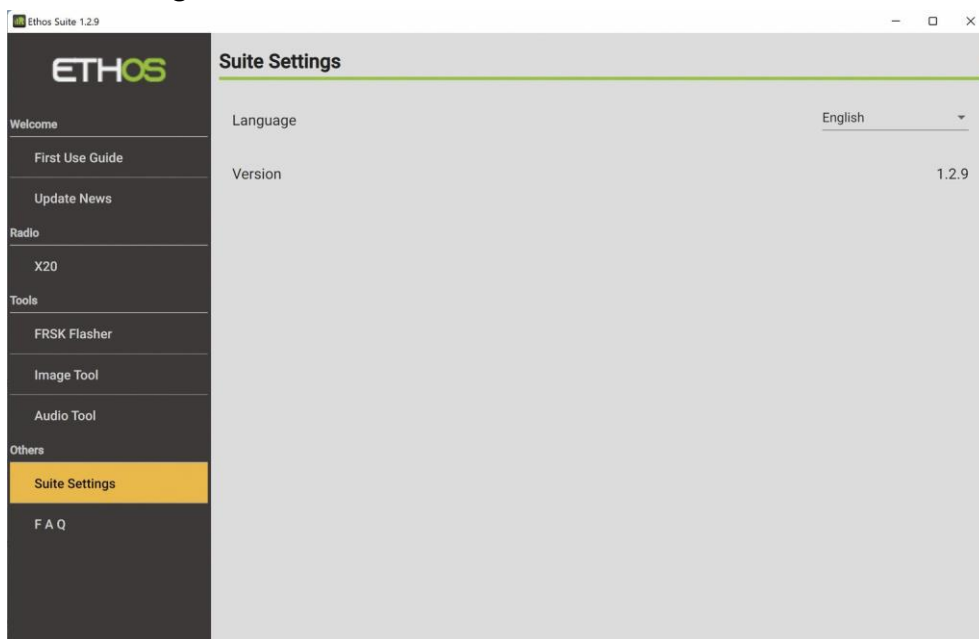 Ethos Suite 1.2.9
ETHOS
Welcome
First Use Guide
Update News
Radio
X20
Tools
FRSK Flasher
Image Tool
Audio Tool
Others
Suite Settings
F A Q
Suite Settings
Language English
Version 1.2.9